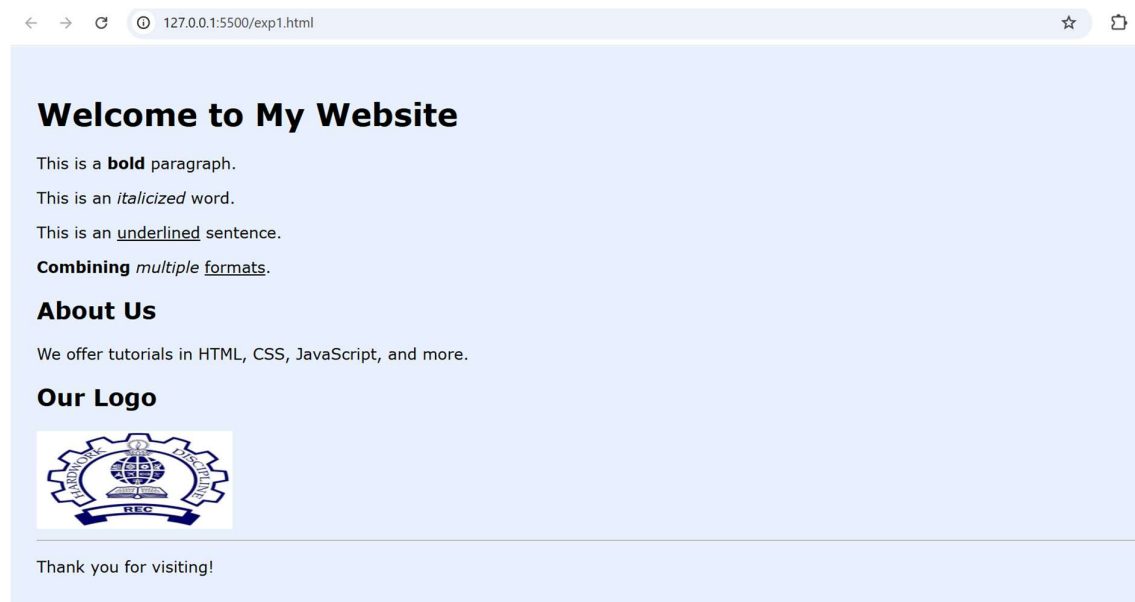 127.0.0.1:5500/exp1.html
Welcome to My Website
This is a bold paragraph.
This is an italicized word.
This is an underlined sentence.
Combining multiple formats.
About Us
We offer tutorials in HTML, CSS, JavaScript, and more.
Our Logo
HARDWORK
DISCIPLINE
REC
Thank you for visiting!